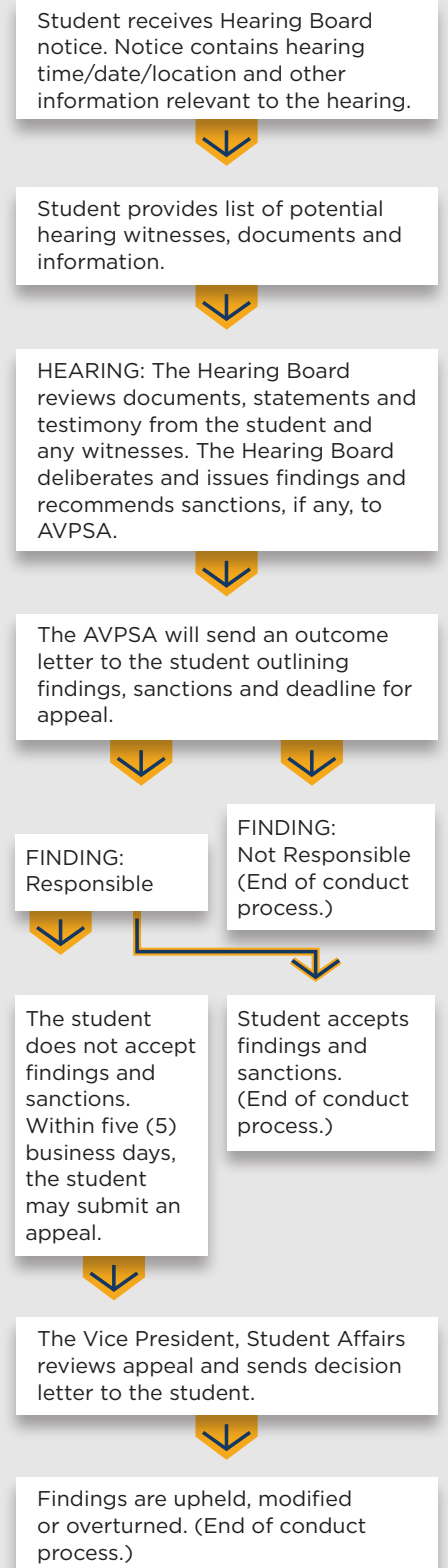 Student receives Hearing Board
notice. Notice contains hearing
time/date/location and other
information relevant to the hearing.
Student provides list of potential
hearing witnesses, documents and
information.
HEARING: The Hearing Board
reviews documents, statements and
testimony from the student and
any witnesses. The Hearing Board
deliberates and issues findings and
recommends sanctions, if any, to
AVPSA.
The AVPSA will send an outcome
letter to the student outlining
findings, sanctions and deadline for
appeal.
FINDING:
Responsible
FINDING:
Not Responsible
(End of conduct
process.)
The student
does not accept
findings and
sanctions.
Within five (5)
business days,
the student
may submit an
appeal.
Student accepts
findings and
sanctions.
(End of conduct
process.)
The Vice President, Student Affairs
reviews appeal and sends decision
letter to the student.
Findings are upheld, modified
or overturned. (End of conduct
process.)